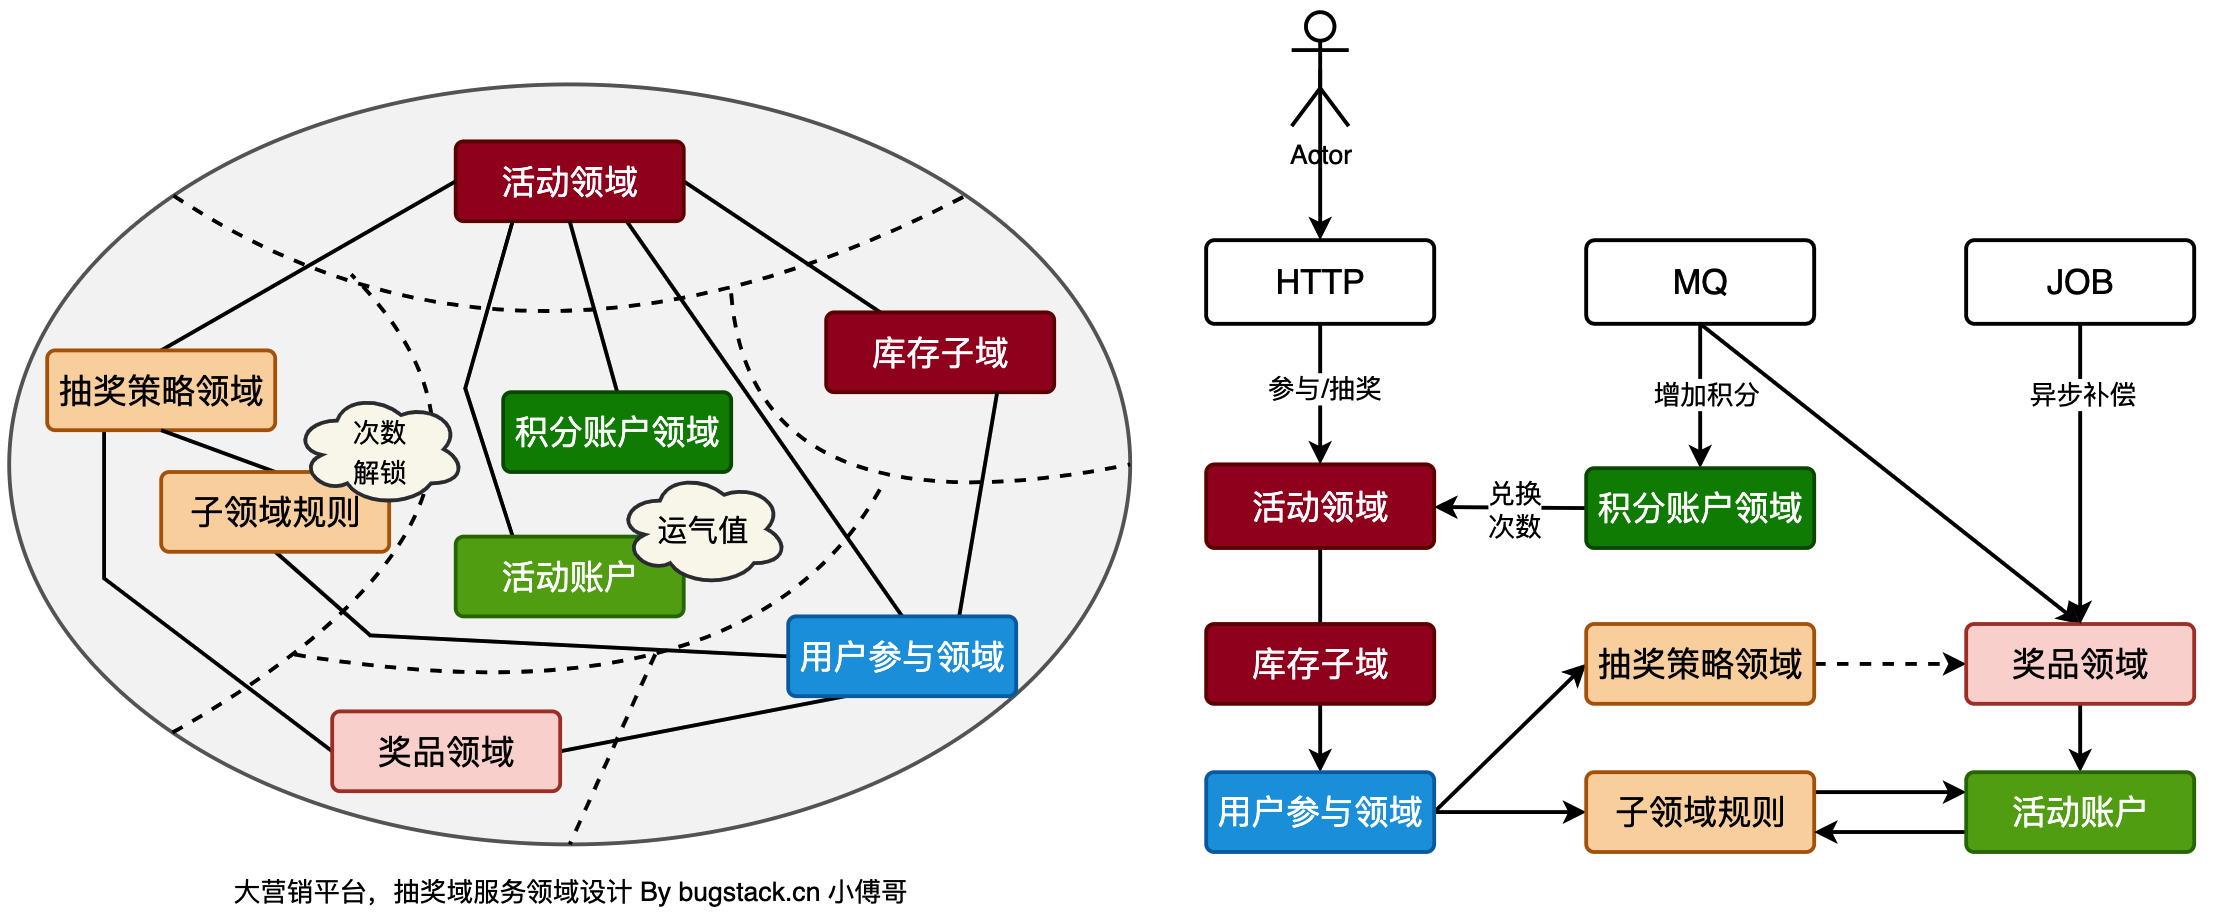 活动领域
库存子域
抽奖策略领域
次数
解锁
积分账户领域
子领域规则
运气值
活动账户
用户参与领域
奖品领域
大营销平台，抽奖域服务领域设计 By bugstack.cn 小傅哥
Actor
HTTP
MQ
JOB
参与/抽奖
增加积分
异步补偿
活动领域
兑换
次数
积分账户领域
库存子域
抽奖策略领域
奖品领域
用户参与领域
子领域规则
活动账户